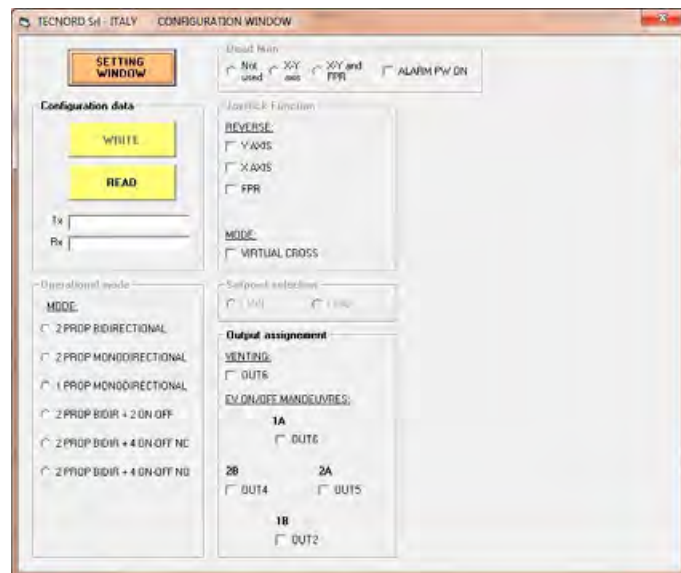 TECNORD Srl - ITALY CONFIGURATION WINDOW
SETTING
WINDOW
Dead Man
Not used
X-Y axis
X-Y and FPR
ALARM PW ON
Configuration data
WRITE
READ
Tx
Rx
Joystick Function
REVERSE:
Y AXIS
X AXIS
FPR
MODE:
VIRTUAL CROSS
Operational mode
MODE:
2 PROP BIDIRECTIONAL
2 PROP MONODIRECTIONAL
1 PROP MONODIRECTIONAL
2 PROP BIDIR + 2 ON OFF
2 PROP BIDIR + 4 ON-OFF NC
2 PROP BIDIR + 4 ON-OFF NO
Setpoint selection
Output assignement
VENTING:
OUT6
EV ON/OFF MANOEUVRES:
1A
OUT6
2B 2A
OUT4 OUT5
1B
OUT2